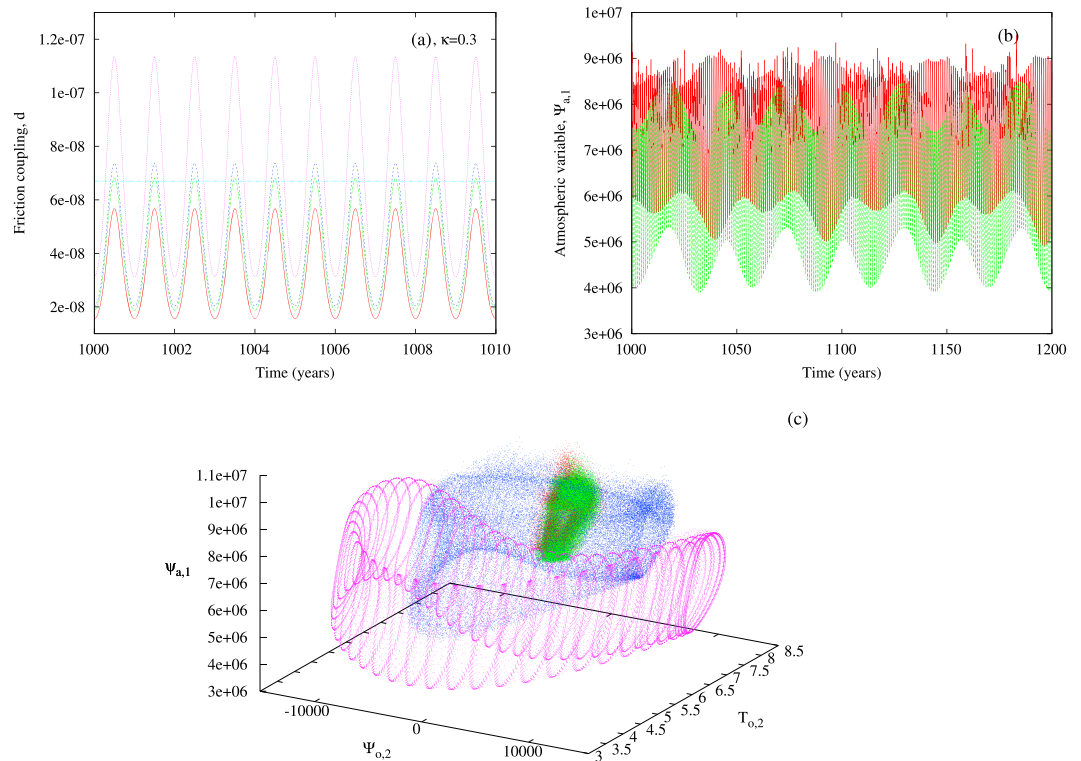 (a), κ=0.3
Friction coupling, d
1.2e-07
1e-07
8e-08
6e-08
4e-08
2e-08
1000 1002 1004 1006 1008 1010
Time (years)
(b)
Atmospheric variable, Ψa,1
1e+07
9e+06
8e+06
7e+06
6e+06
5e+06
4e+06
3e+06
1000 1050 1100 1150 1200
Time (years)
(c)
Ψa,1
1.1e+07
1e+07
9e+06
8e+06
7e+06
6e+06
5e+06
4e+06
3e+06
-10000 0 10000
Ψo,2
3 3.5 4 4.5 5 5.5 6 6.5 7 7.5 8 8.5
To,2